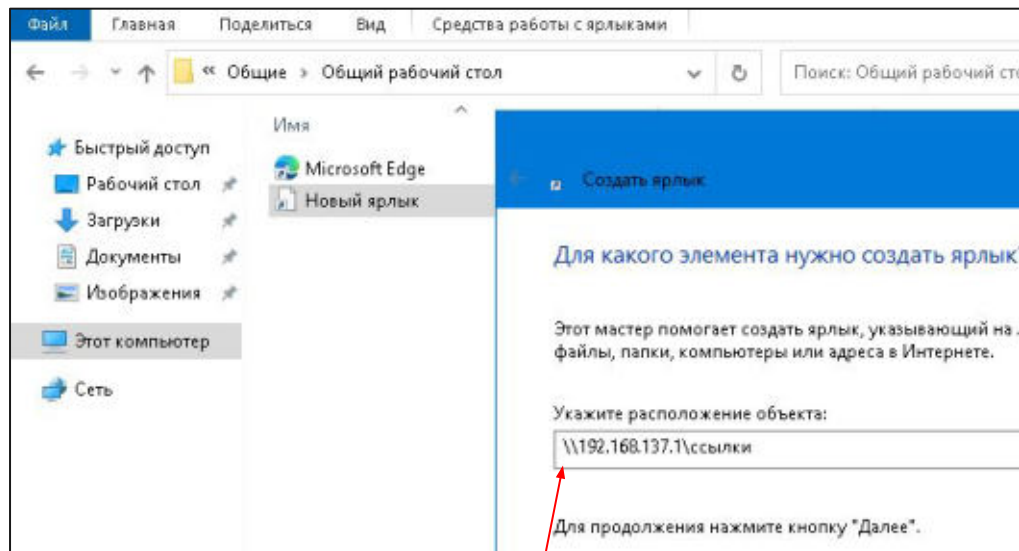 Файл Главная Поделиться Вид Средства работы с ярлыками
« Общие › Общий рабочий стол Поиск: Общий рабочий сто
Имя
Быстрый доступ
Microsoft Edge
Рабочий стол
Новый ярлык
Загрузки
Документы
Изображения
Этот компьютер
Сеть
Создать ярлык
Для какого элемента нужно создать ярлык?
Этот мастер помогает создать ярлык, указывающий на
файлы, папки, компьютеры или адреса в Интернете.
Укажите расположение объекта:
\\192.168.137.1\ссылки
Для продолжения нажмите кнопку "Далее".